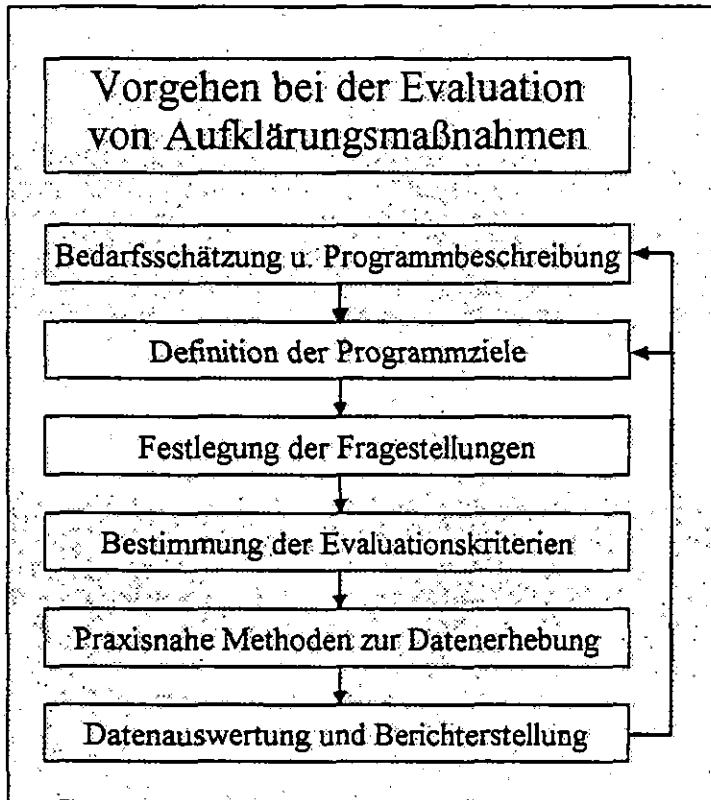 Vorgehen bei der Evaluation
von Aufklärungsmaßnahmen
Bedarfsschätzung u. Programmbeschreibung
Definition der Programmziele
Festlegung der Fragestellungen
Bestimmung der Evaluationskriterien
Praxisnahe Methoden zur Datenerhebung
Datenauswertung und Berichterstellung